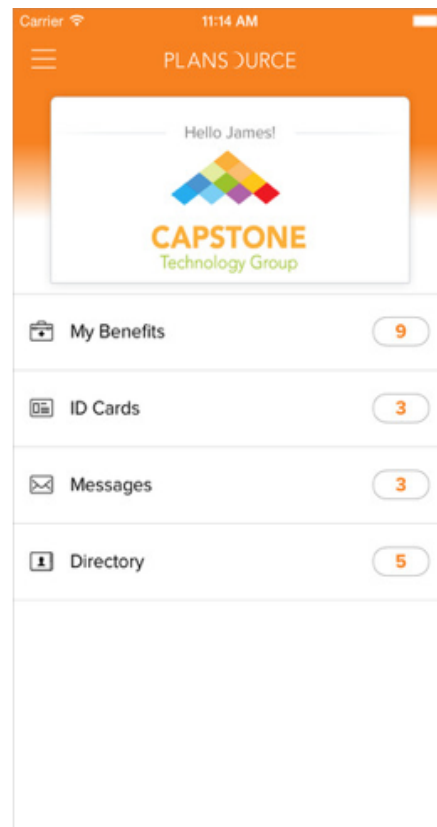 Carrier 11:14 AM
PLANSOURCE
Hello James!
CAPSTONE
Technology Group
My Benefits 9
ID Cards 3
Messages 3
Directory 5